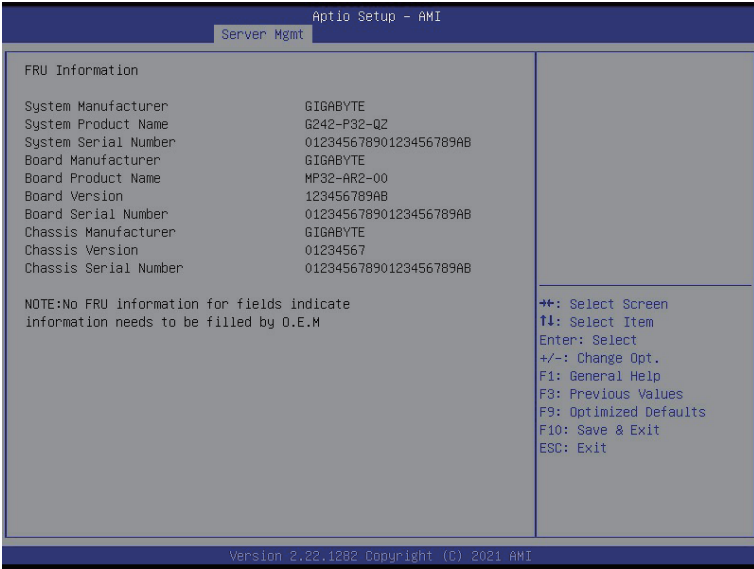 Aptio Setup – AMI
Server Mgmt
FRU Information
System Manufacturer GIGABYTE
System Product Name G242-P32-QZ
System Serial Number 01234567890123456789AB
Board Manufacturer GIGABYTE
Board Product Name MP32-AR2-00
Board Version 123456789AB
Board Serial Number 01234567890123456789AB
Chassis Manufacturer GIGABYTE
Chassis Version 01234567
Chassis Serial Number 01234567890123456789AB
NOTE:No FRU information for fields indicate
information needs to be filled by O.E.M
→←: Select Screen
↑↓: Select Item
Enter: Select
+/-: Change Opt.
F1: General Help
F3: Previous Values
F9: Optimized Defaults
F10: Save & Exit
ESC: Exit
Version 2.22.1282 Copyright (C) 2021 AMI